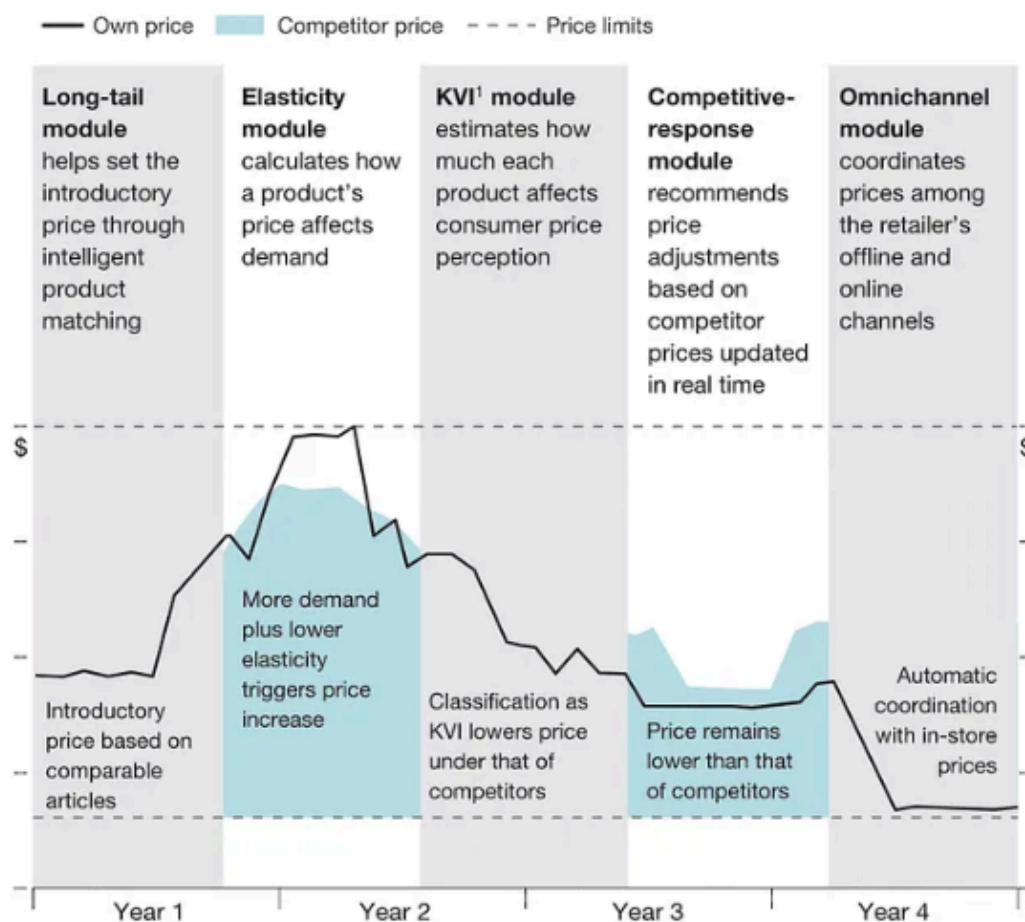 Own price
Competitor price
Price limits
Long-tail
module
helps set the
introductory
price through
intelligent
product
matching
Elasticity
module
calculates how
a product's
price affects
demand
KVI¹ module
estimates how
much each
product affects
consumer price
perception
Competitive-
response
module
recommends
price
adjustments
based on
competitor
prices updated
in real time
Omnichannel
module
coordinates
prices among
the retailer's
offline and
online
channels
$
$
Introductory
price based on
comparable
articles
More demand
plus lower
elasticity
triggers price
increase
Classification as
KVI lowers price
under that of
competitors
Price remains
lower than that
of competitors
Automatic
coordination
with in-store
prices
Year 1
Year 2
Year 3
Year 4